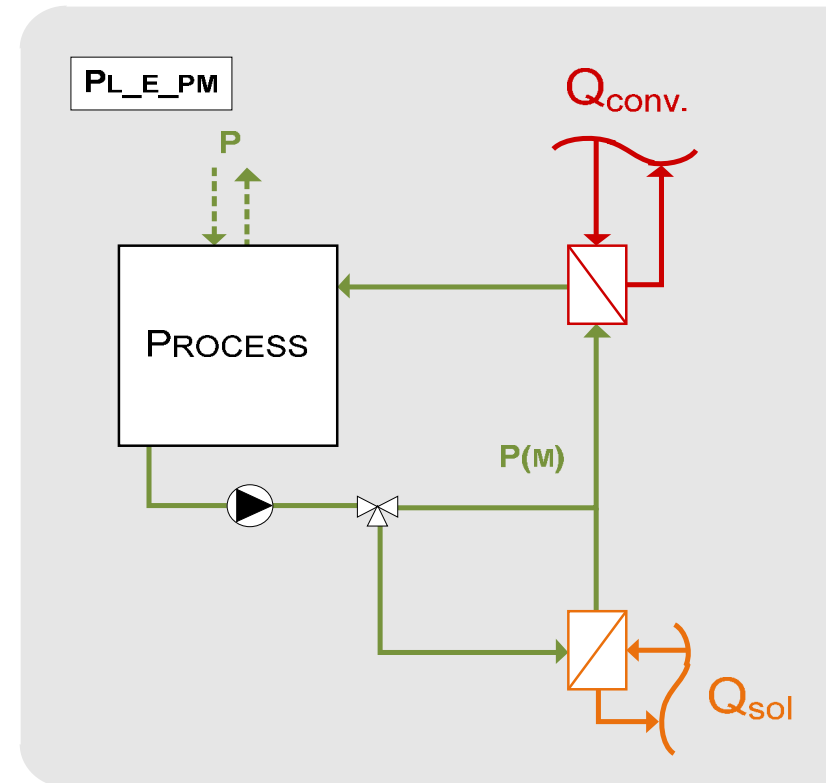 PL_E_PM
Qconv.
P
PROCESS
P(M)
Qsol